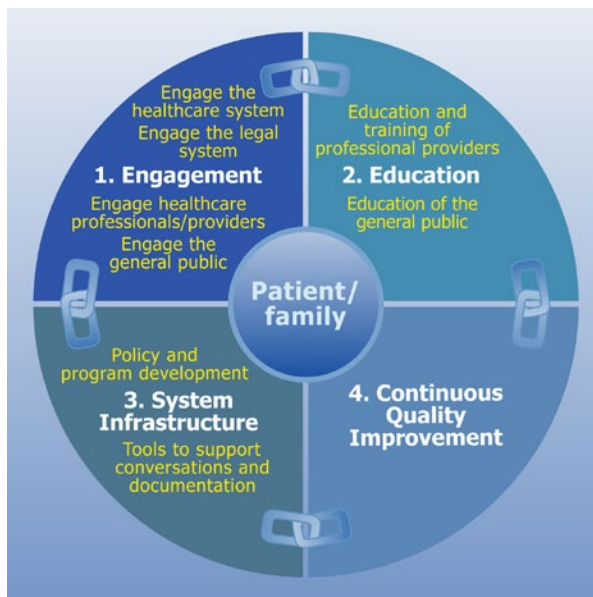 Engage the
healthcare system
Engage the legal
system
1. Engagement
Engage healthcare
professionals/providers
Engage the
general public
Education and
training of
professional providers
2. Education
Education of the
general public
Patient/
family
Policy and
program development
3. System
Infrastructure
Tools to support
conversations and
documentation
4. Continuous
Quality
Improvement